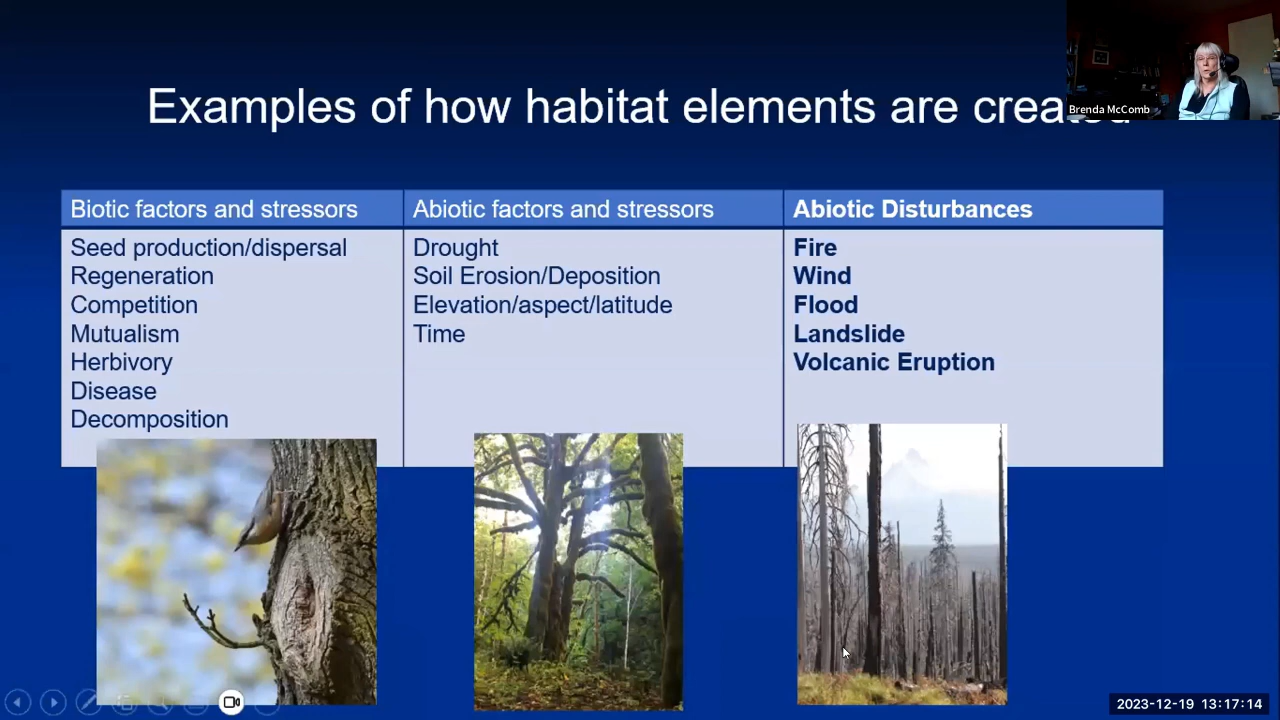 Examples of how habitat elements are created
Brenda McComb
Biotic factors and stressors
Abiotic factors and stressors
Abiotic Disturbances
Seed production/dispersal
Regeneration
Competition
Mutualism
Herbivory
Disease
Decomposition
Drought
Soil Erosion/Deposition
Elevation/aspect/latitude
Time
Fire
Wind
Flood
Landslide
Volcanic Eruption
2023-12-19 13:17:14